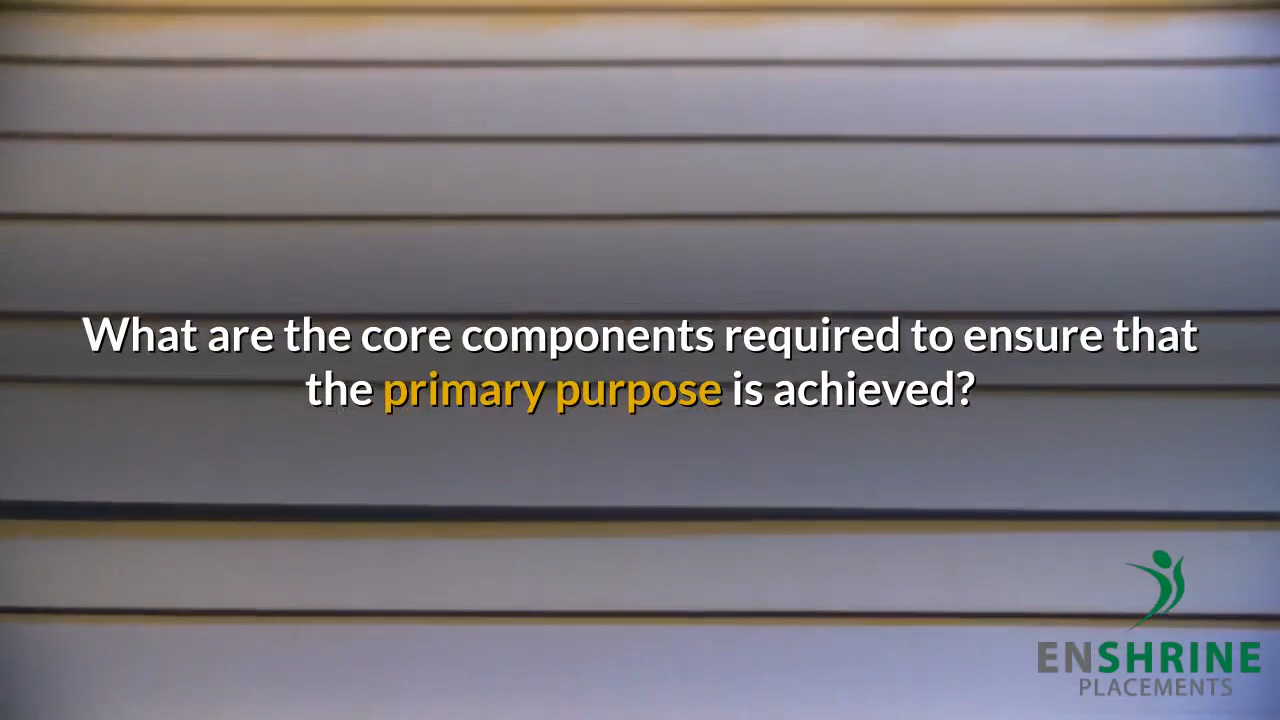 What are the core components required to ensure that
the primary purpose is achieved?
ENSHRINE
PLACEMENTS